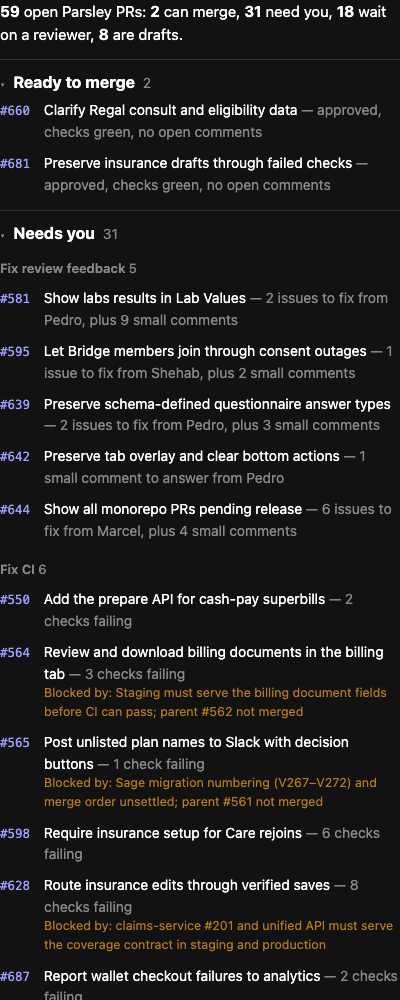 59 open Parsley PRs: 2 can merge, 31 need you, 18 wait
on a reviewer, 8 are drafts.
Ready to merge 2
#660 Clarify Regal consult and eligibility data — approved,
checks green, no open comments
#681 Preserve insurance drafts through failed checks —
approved, checks green, no open comments
Needs you 31
Fix review feedback 5
#581 Show labs results in Lab Values — 2 issues to fix from
Pedro, plus 9 small comments
#595 Let Bridge members join through consent outages — 1
issue to fix from Shehab, plus 2 small comments
#639 Preserve schema-defined questionnaire answer types
— 2 issues to fix from Pedro, plus 3 small comments
#642 Preserve tab overlay and clear bottom actions — 1
small comment to answer from Pedro
#644 Show all monorepo PRs pending release — 6 issues to
fix from Marcel, plus 4 small comments
Fix CI 6
#550 Add the prepare API for cash-pay superbills — 2
checks failing
#564 Review and download billing documents in the billing
tab — 3 checks failing
Blocked by: Staging must serve the billing document fields
before CI can pass; parent #562 not merged
#565 Post unlisted plan names to Slack with decision
buttons — 1 check failing
Blocked by: Sage migration numbering (V267–V272) and
merge order unsettled; parent #561 not merged
#598 Require insurance setup for Care rejoins — 6 checks
failing
#628 Route insurance edits through verified saves — 8
checks failing
Blocked by: claims-service #201 and unified API must serve
the coverage contract in staging and production
#687 Report wallet checkout failures to analytics — 2 checks
failing